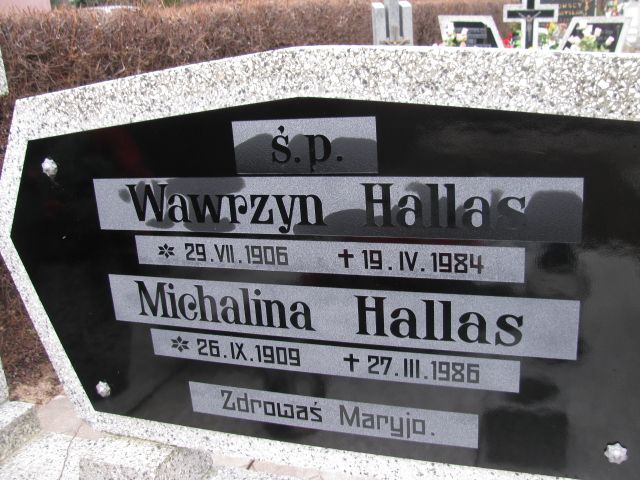 ś.p.
Wawrzyn Hallas
* 29.VII.1906 ✝ 19.IV.1984
Michalina Hallas
* 26.IX.1909 ✝ 27.III.1986
Zdrowaś Maryjo.